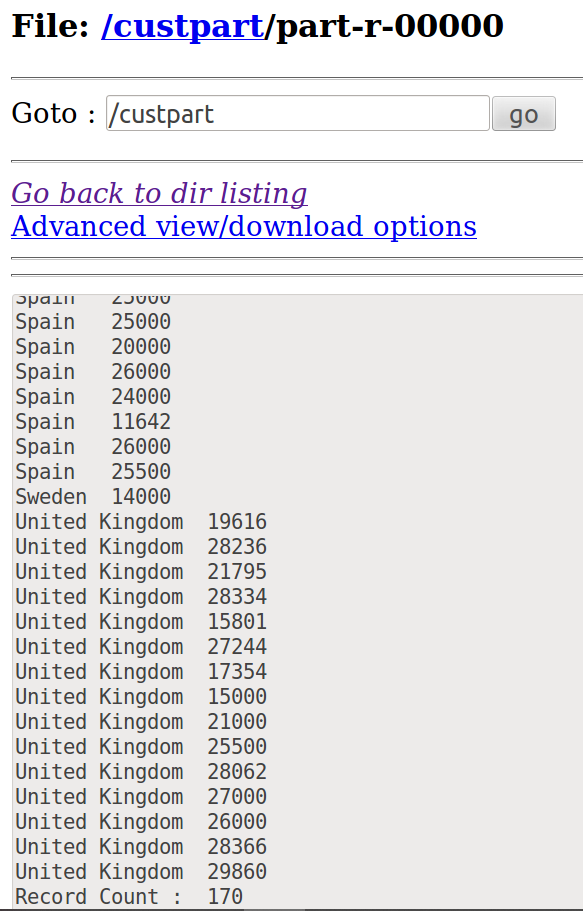 File: /custpart/part-r-00000
Goto : /custpart go
Go back to dir listing
Advanced view/download options
Spain 25000
Spain 25000
Spain 20000
Spain 26000
Spain 24000
Spain 11642
Spain 26000
Spain 25500
Sweden 14000
United Kingdom 19616
United Kingdom 28236
United Kingdom 21795
United Kingdom 28334
United Kingdom 15801
United Kingdom 27244
United Kingdom 17354
United Kingdom 15000
United Kingdom 21000
United Kingdom 25500
United Kingdom 28062
United Kingdom 27000
United Kingdom 26000
United Kingdom 28366
United Kingdom 29860
Record Count : 170